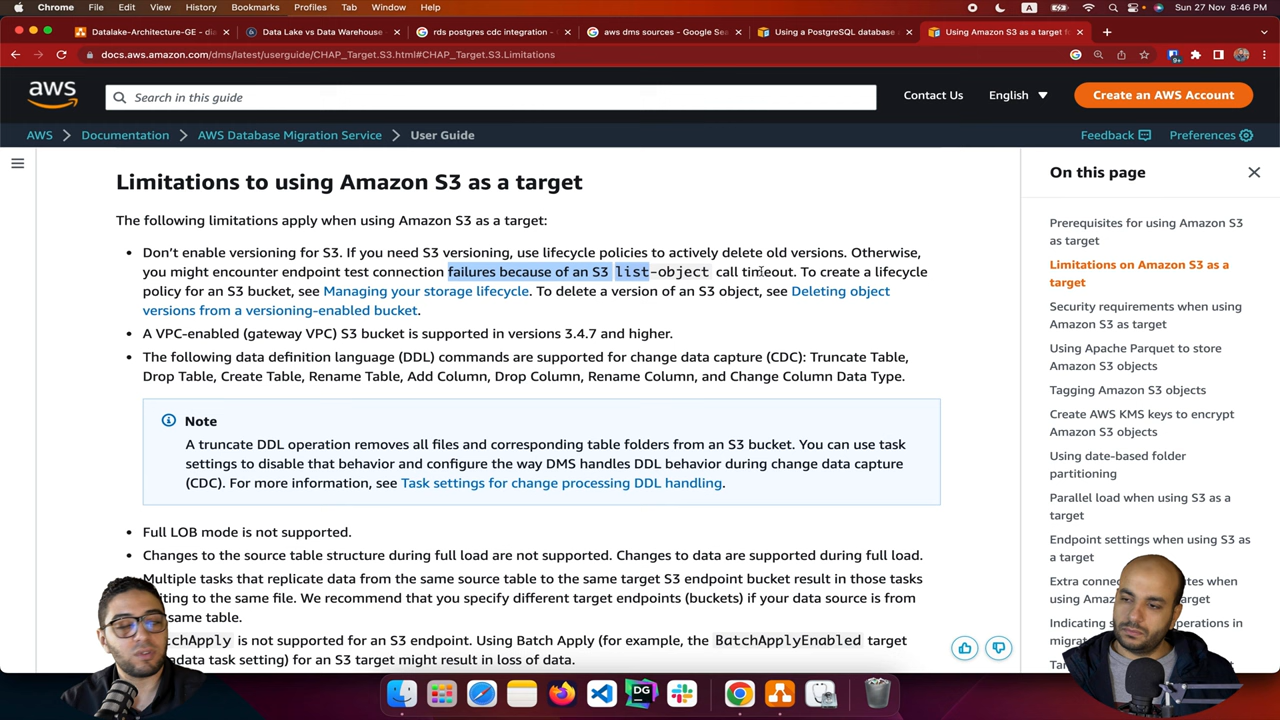 Chrome File Edit View History Bookmarks Profiles Tab Window Help Sun 27 Nov 8:46 PM
Datalake-Architecture-GE - dia Data Lake vs Data Warehouse rds postgres cdc integration - G aws dms sources - Google Sea Using a PostgreSQL database a Using Amazon S3 as a target f
docs.aws.amazon.com/dms/latest/userguide/CHAP_Target.S3.html#CHAP_Target.S3.Limitations
aws Search in this guide Contact Us English Create an AWS Account
AWS Documentation AWS Database Migration Service User Guide Feedback Preferences
Limitations to using Amazon S3 as a target
The following limitations apply when using Amazon S3 as a target:
• Don't enable versioning for S3. If you need S3 versioning, use lifecycle policies to actively delete old versions. Otherwise,
you might encounter endpoint test connection failures because of an S3 list-object call timeout. To create a lifecycle
policy for an S3 bucket, see Managing your storage lifecycle. To delete a version of an S3 object, see Deleting object
versions from a versioning-enabled bucket.
• A VPC-enabled (gateway VPC) S3 bucket is supported in versions 3.4.7 and higher.
• The following data definition language (DDL) commands are supported for change data capture (CDC): Truncate Table,
Drop Table, Create Table, Rename Table, Add Column, Drop Column, Rename Column, and Change Column Data Type.
Note
A truncate DDL operation removes all files and corresponding table folders from an S3 bucket. You can use task
settings to disable that behavior and configure the way DMS handles DDL behavior during change data capture
(CDC). For more information, see Task settings for change processing DDL handling.
• Full LOB mode is not supported.
• Changes to the source table structure during full load are not supported. Changes to data are supported during full load.
Multiple tasks that replicate data from the same source table to the same target S3 endpoint bucket result in those tasks
iting to the same file. We recommend that you specify different target endpoints (buckets) if your data source is from
same table.
chApply is not supported for an S3 endpoint. Using Batch Apply (for example, the BatchApplyEnabled target
data task setting) for an S3 target might result in loss of data.
On this page
Prerequisites for using Amazon
S3 as a target
Limitations on Amazon S3 as a
target
Security requirements when using
Amazon S3 as target
Using Apache Parquet to store
Amazon S3 objects
Tagging Amazon S3 objects
Create AWS KMS keys to encrypt
Amazon S3 objects
Using date-based folder
partitioning
Parallel load when using S3 as a
target
Endpoint settings when using S3 as
a target
Extra conne tes when
using Amaz rget
Indicating s operations in
migrat
Ta
DG